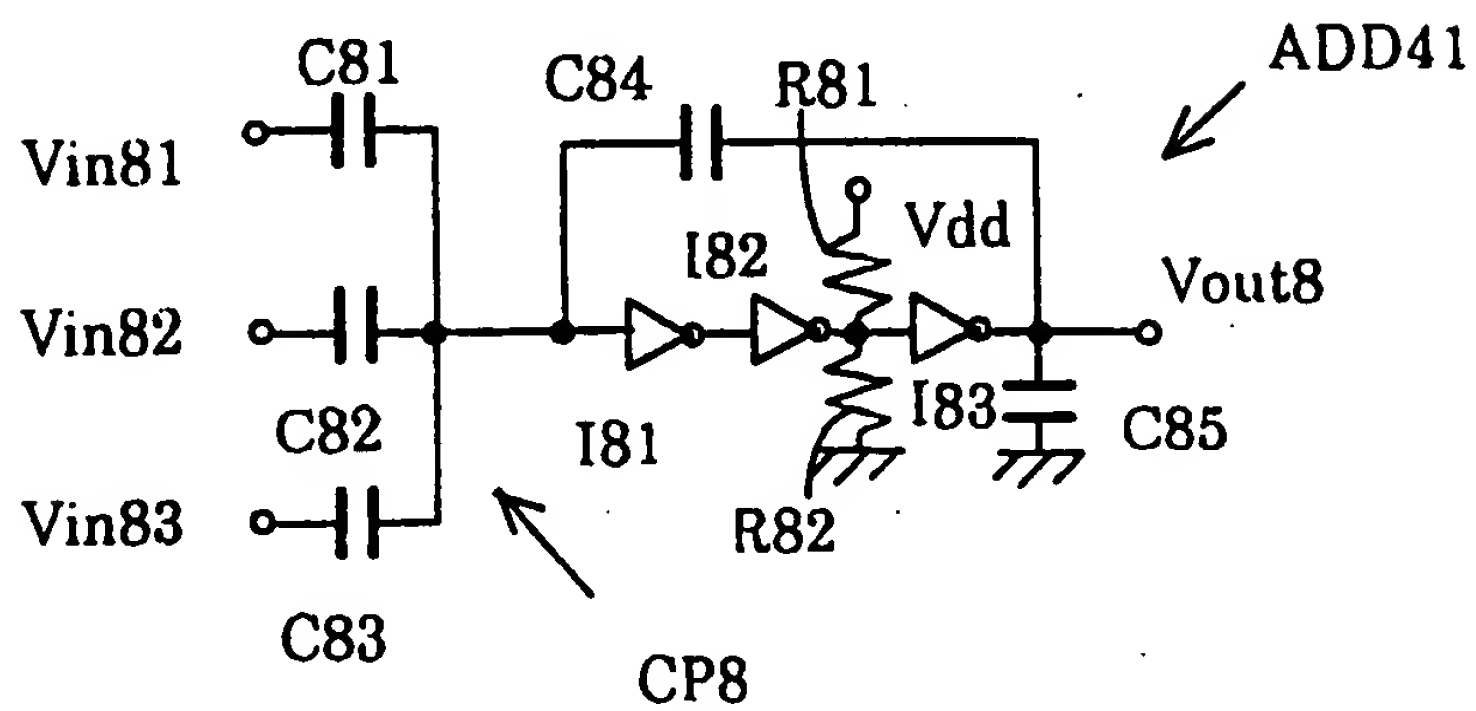 ADD41
C81
C84
R81
Vin81
Vdd
I82
Vout8
Vin82
C82
I81
I83
C85
Vin83
R82
C83
CP8